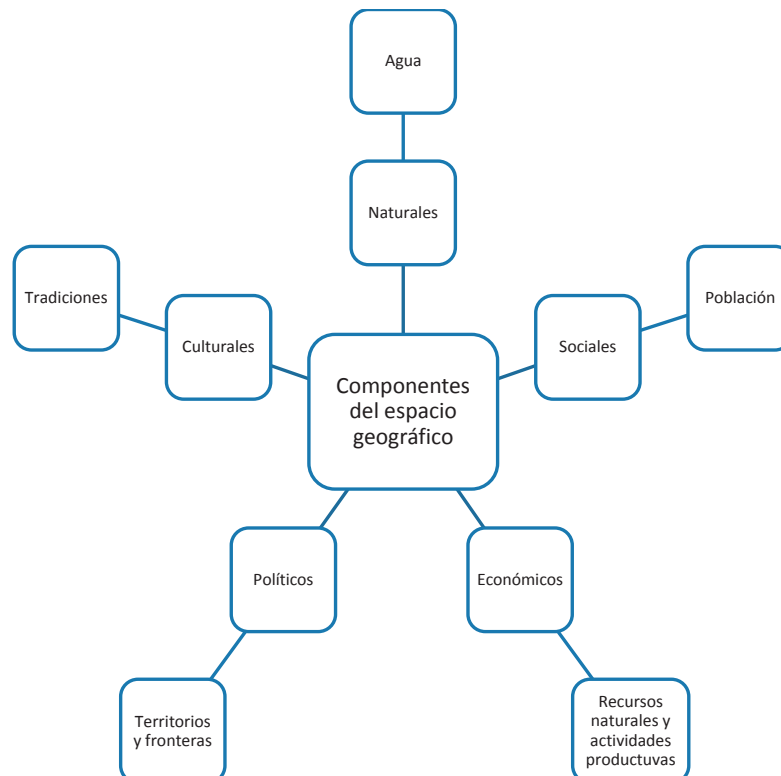 Agua
Naturales
Tradiciones
Culturales
Población
Sociales
Componentes
del espacio
geográfico
Políticos
Económicos
Territorios
y fronteras
Recursos
naturales y
actividades
productuvas